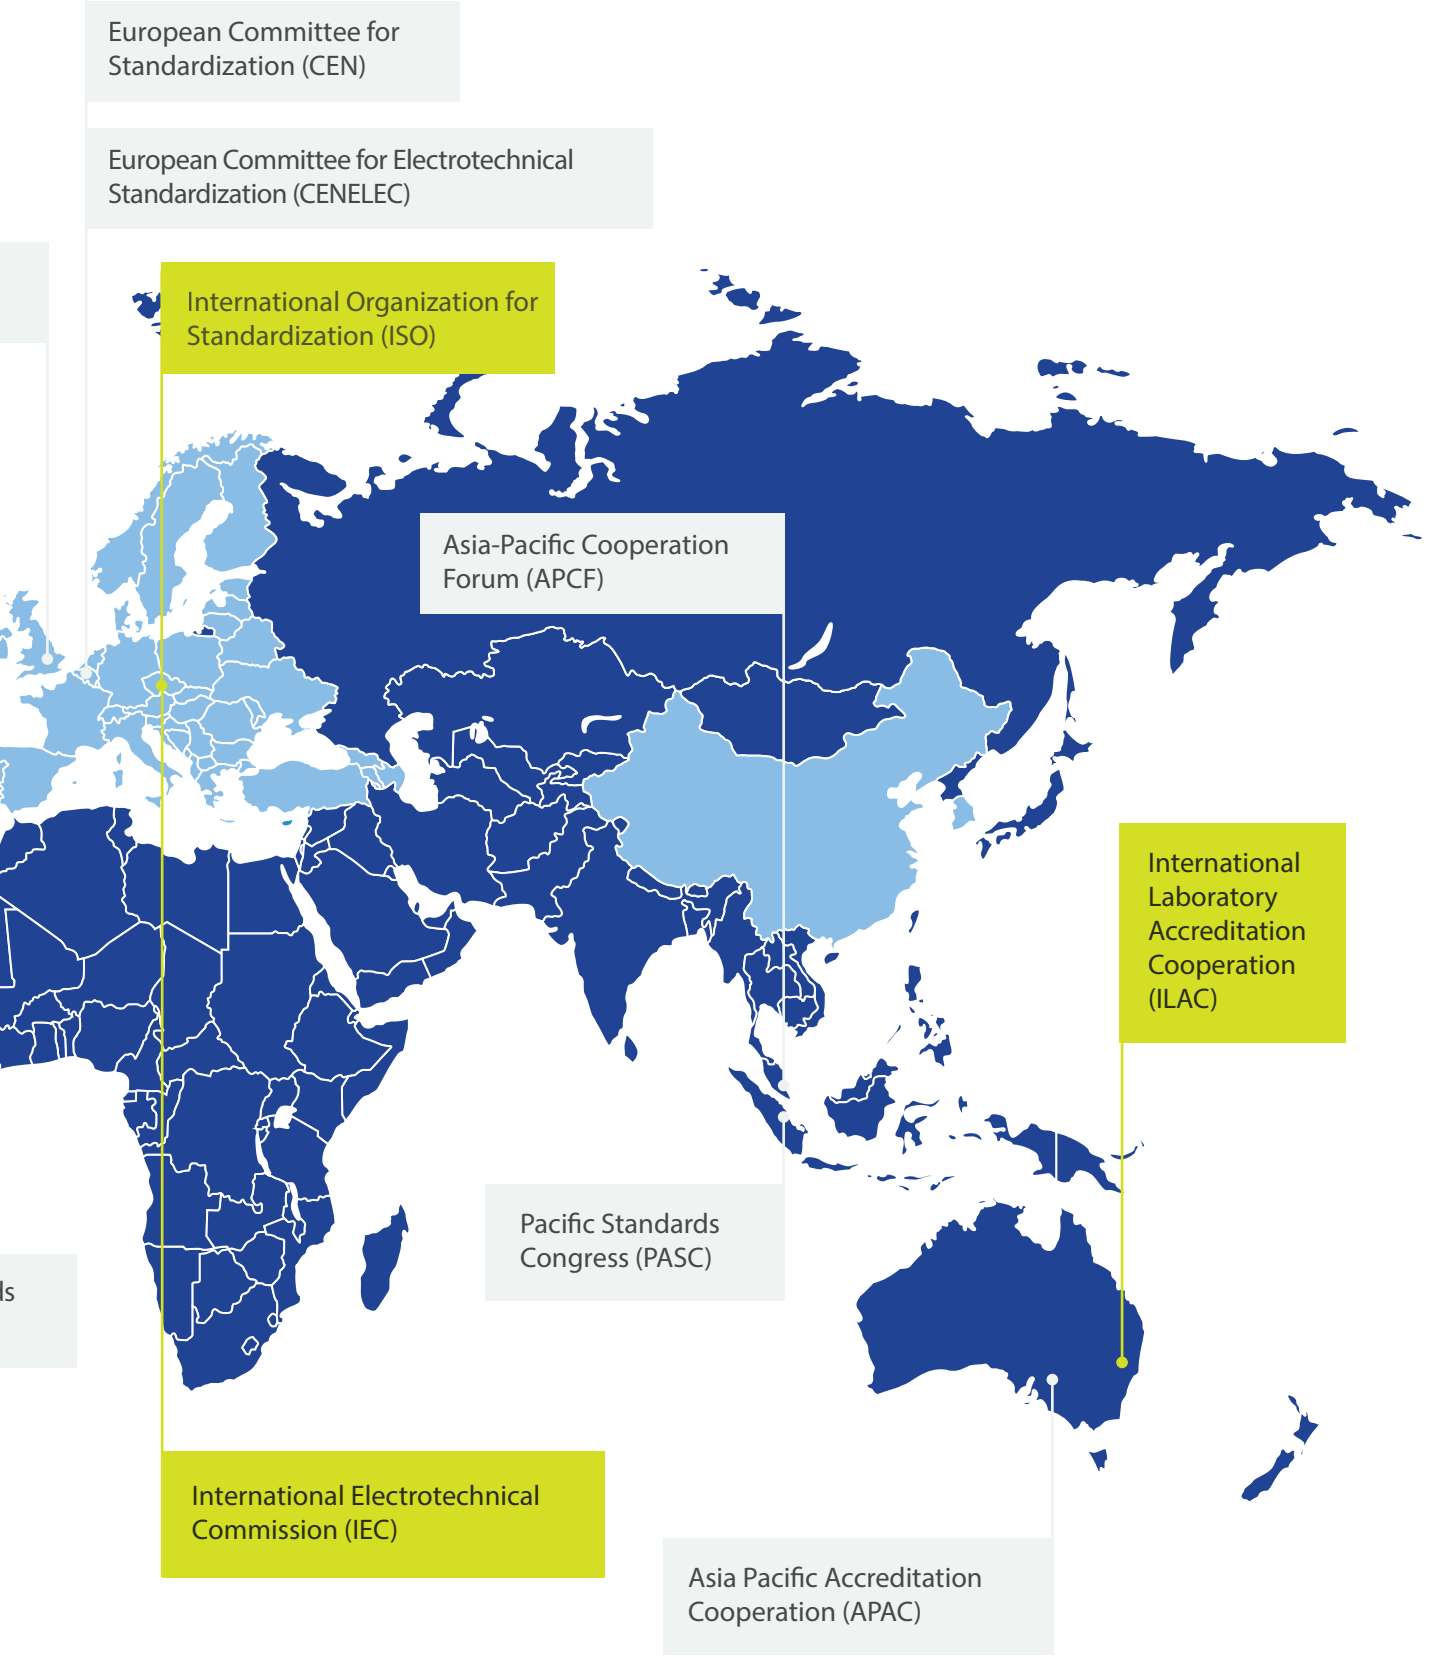 European Committee for
Standardization (CEN)
European Committee for Electrotechnical
Standardization (CENELEC)
International Organization for
Standardization (ISO)
Asia-Pacific Cooperation
Forum (APCF)
International
Laboratory
Accreditation
Cooperation
(ILAC)
Pacific Standards
Congress (PASC)
International Electrotechnical
Commission (IEC)
Asia Pacific Accreditation
Cooperation (APAC)